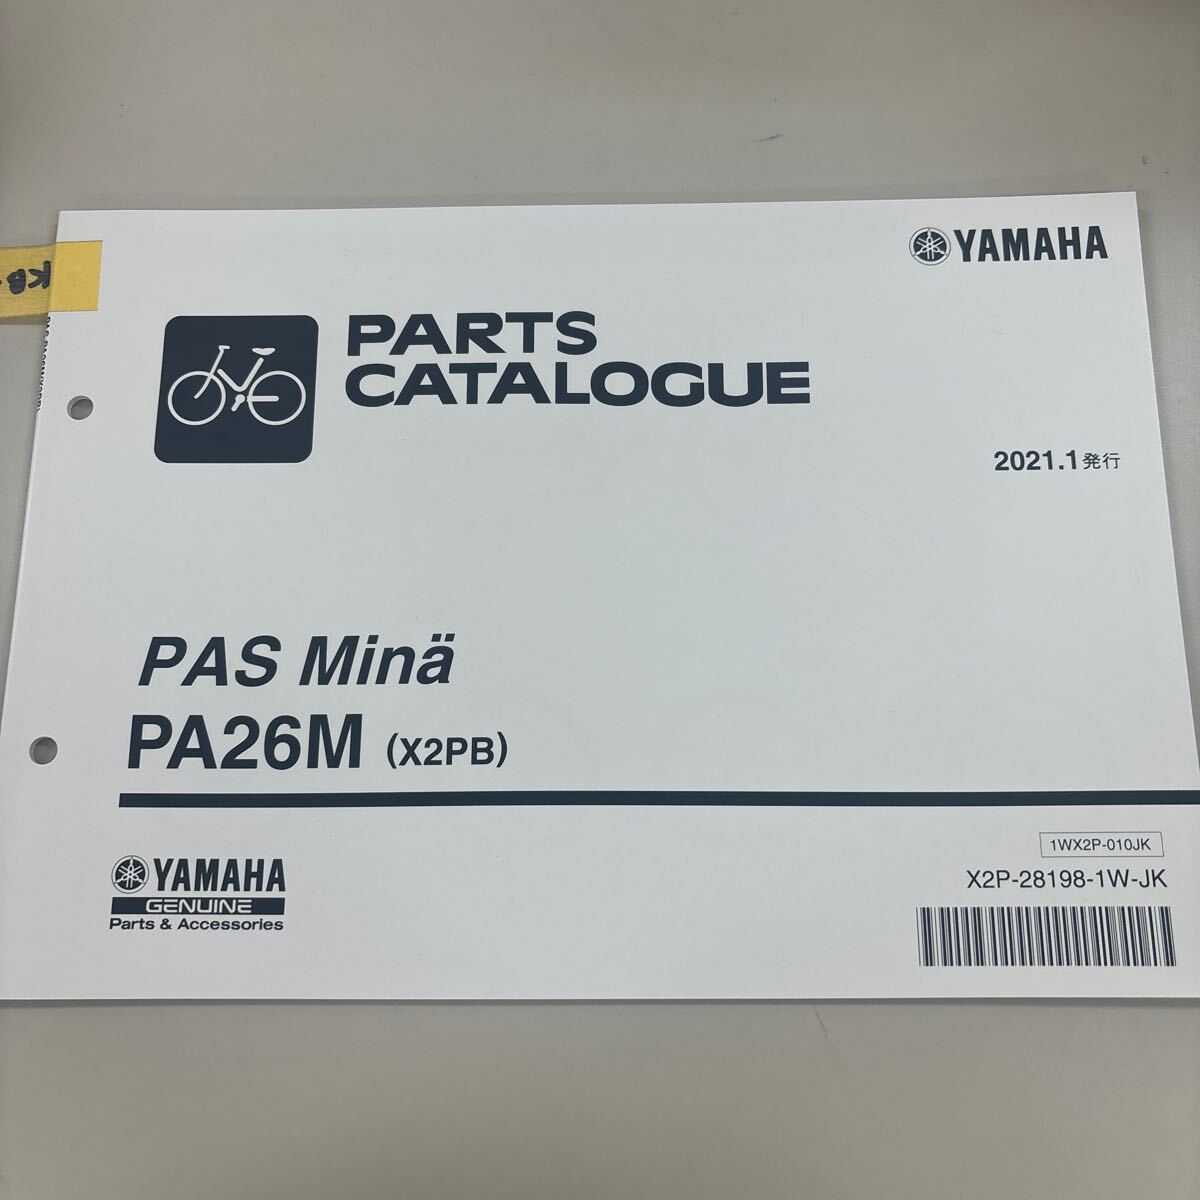 YAMAHA
PARTS
CATALOGUE
2021.1発行
PAS Minä
PA26M (X2PB)
1WX2P-010JK
X2P-28198-1W-JK
YAMAHA
GENUINE
Parts & Accessories